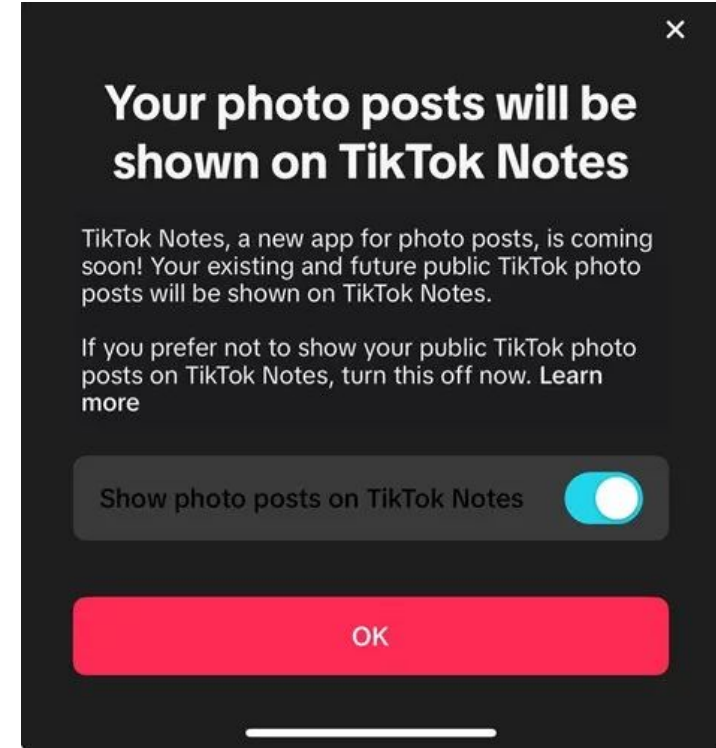 Your photo posts will be
shown on TikTok Notes
TikTok Notes, a new app for photo posts, is coming
soon! Your existing and future public TikTok photo
posts will be shown on TikTok Notes.
If you prefer not to show your public TikTok photo
posts on TikTok Notes, turn this off now. Learn
more
Show photo posts on TikTok Notes
OK